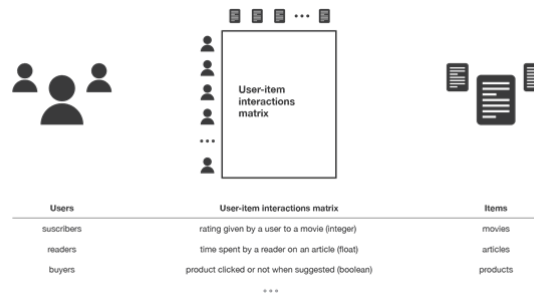 User-item
interactions
matrix
Users User-item interactions matrix Items
suscribers rating given by a user to a movie (integer) movies
readers time spent by a reader on an article (float) articles
buyers product clicked or not when suggested (boolean) products